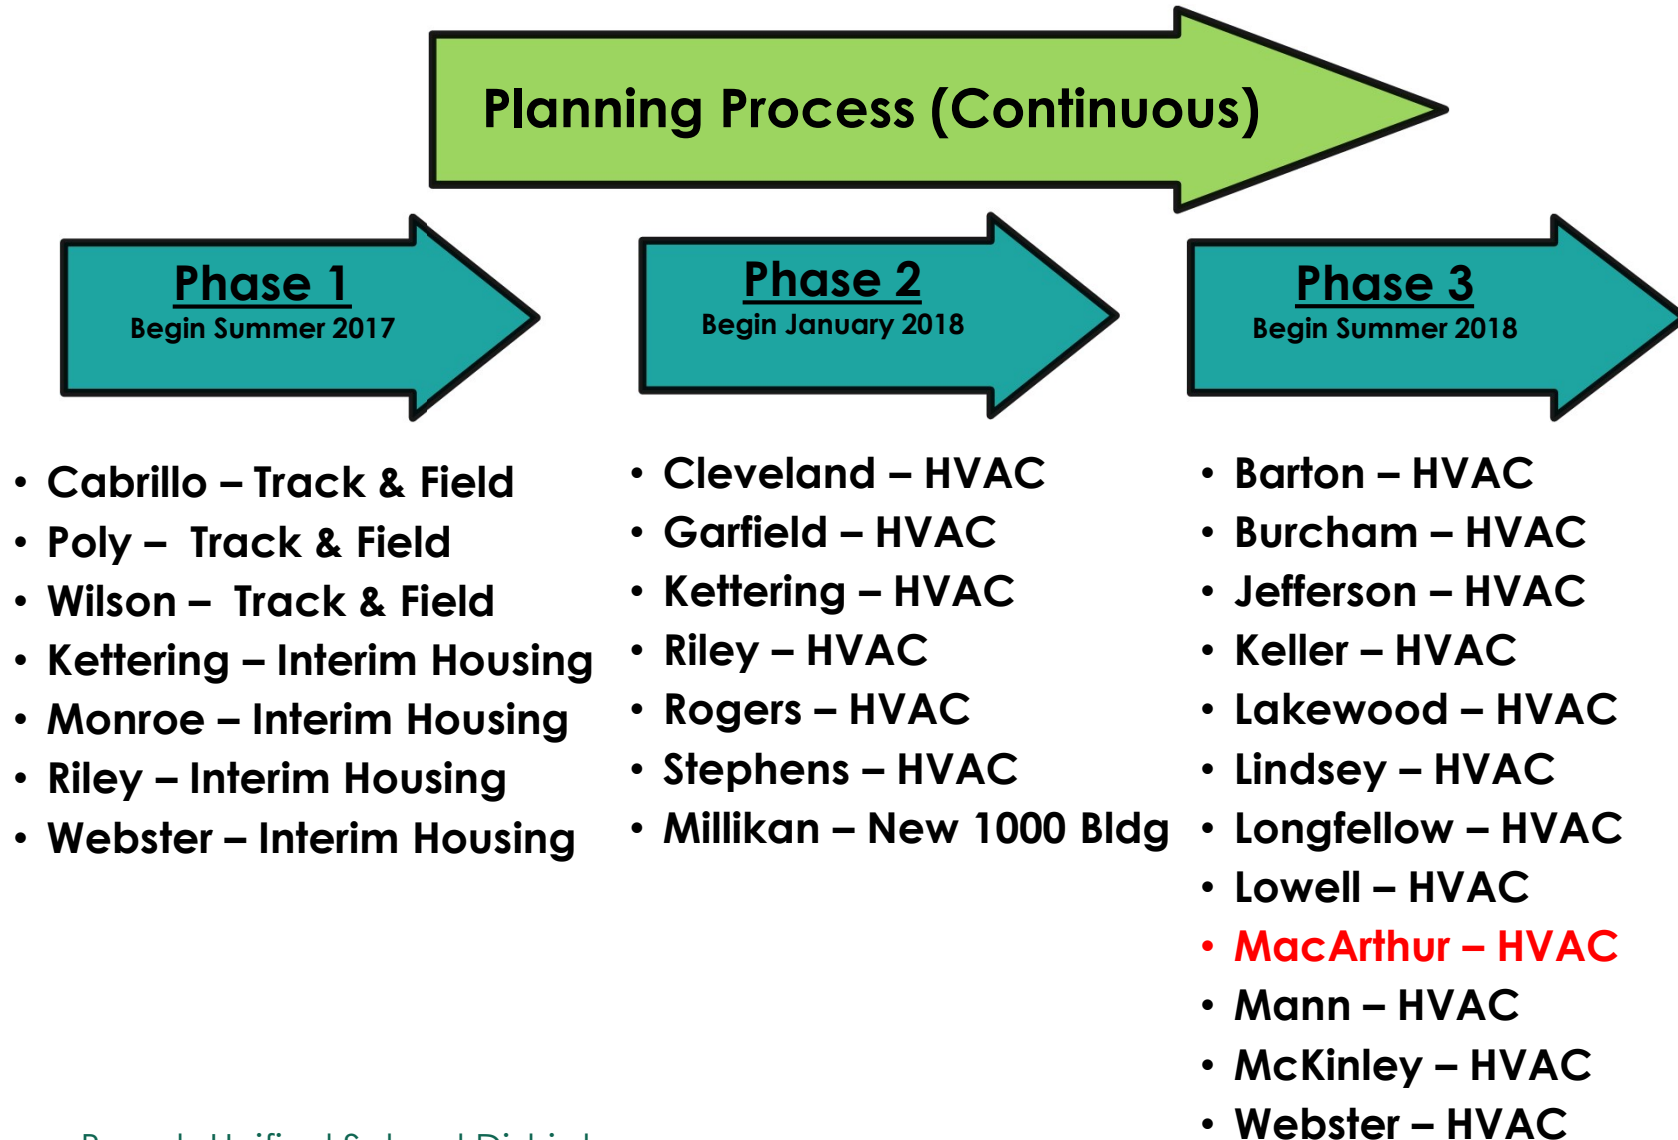 Planning Process (Continuous)
Phase 1
Begin Summer 2017
• Cabrillo – Track & Field
• Poly – Track & Field
• Wilson – Track & Field
• Kettering – Interim Housing
• Monroe – Interim Housing
• Riley – Interim Housing
• Webster – Interim Housing
Phase 2
Begin January 2018
• Cleveland – HVAC
• Garfield – HVAC
• Kettering – HVAC
• Riley – HVAC
• Rogers – HVAC
• Stephens – HVAC
• Millikan – New 1000 Bldg
Phase 3
Begin Summer 2018
• Barton – HVAC
• Burcham – HVAC
• Jefferson – HVAC
• Keller – HVAC
• Lakewood – HVAC
• Lindsey – HVAC
• Longfellow – HVAC
• Lowell – HVAC
• MacArthur – HVAC
• Mann – HVAC
• McKinley – HVAC
• Webster – HVAC
Unified School District